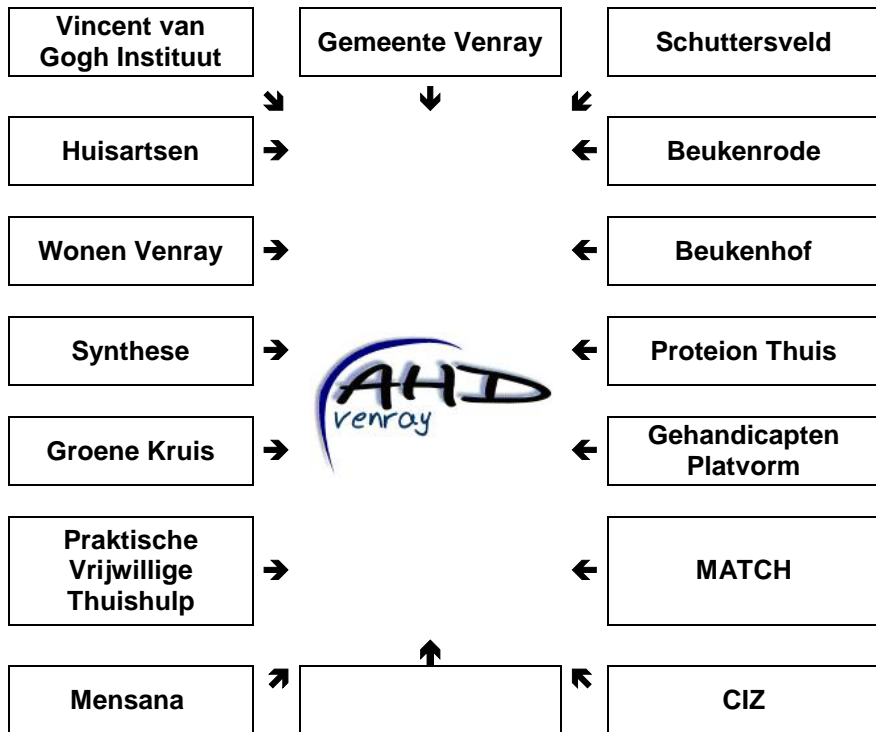 Vincent van
Gogh Instituut
Gemeente Venray
Schuttersveld
Huisartsen
Beukenrode
Wonen Venray
Beukenhof
Synthese
Proteion Thuis
AHD
venray
Groene Kruis
Gehandicapten
Platvorm
Praktische
Vrijwillige
Thuishulp
MATCH
Mensana
CIZ